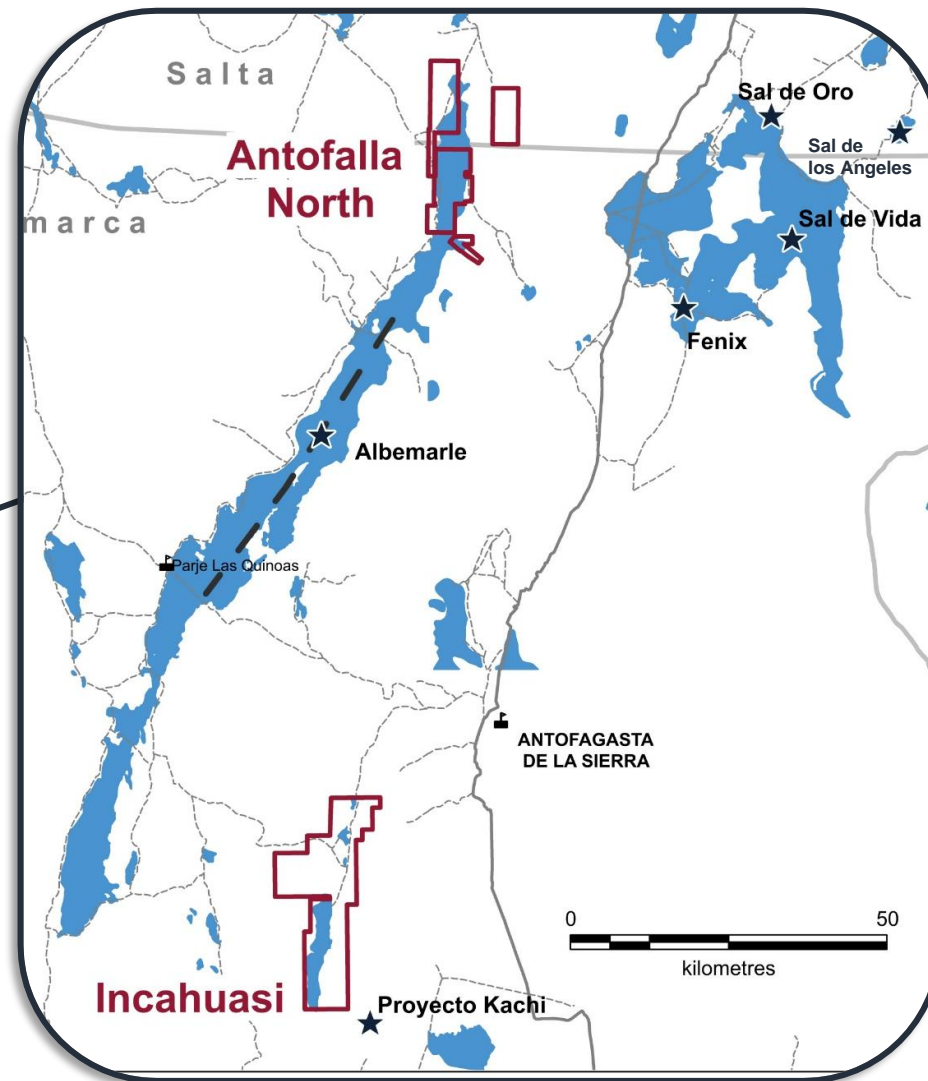 Salta
Sal de Oro
Sal de
los Angeles
Antofalla
North
marca
Sal de Vida
Fenix
Albemarle
Parje Las Quinoas
ANTOFAGASTA
DE LA SIERRA
0 50
kilometres
Incahuasi
Proyecto Kachi